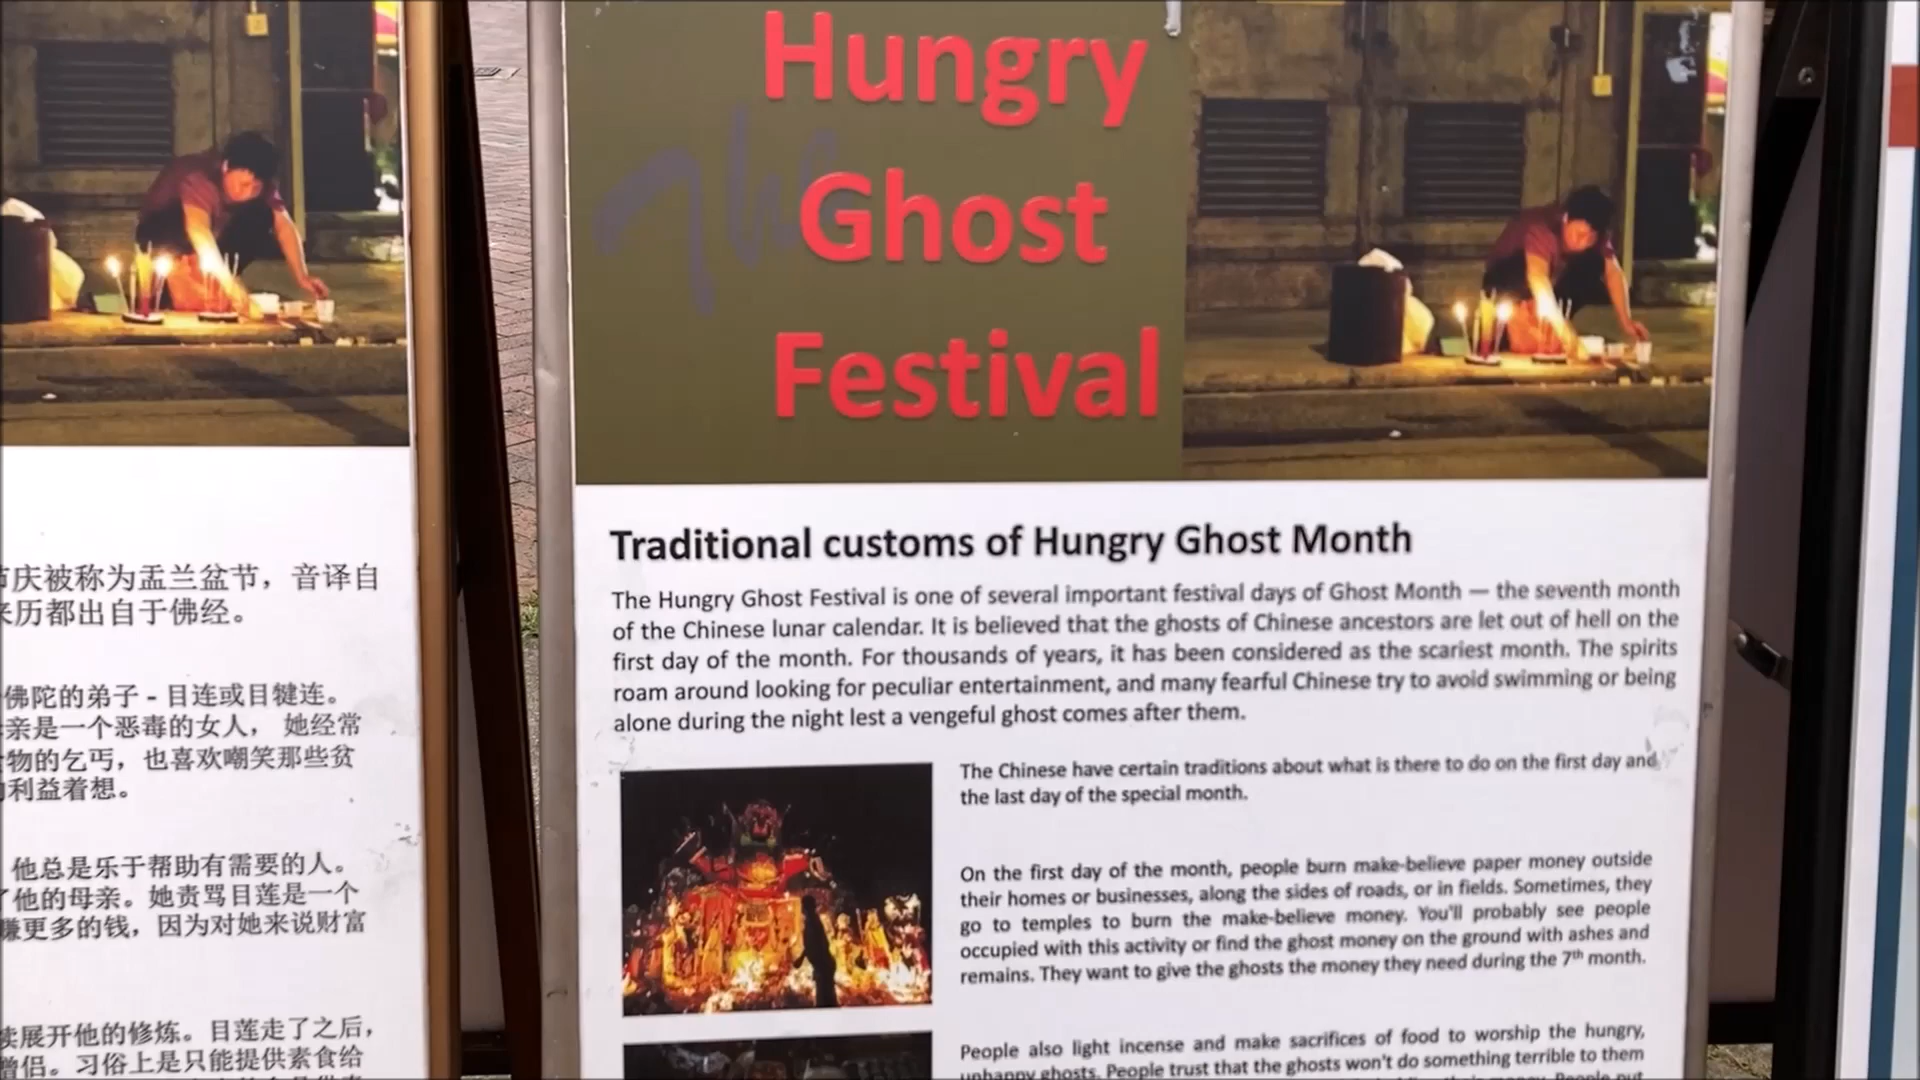 节庆被称为盂兰盆节，音译自
来历都出自于佛经。
佛陀的弟子 - 目连或目犍连。
亲是一个恶毒的女人， 她经常
物的乞丐，也喜欢嘲笑那些贫
利益着想。
他总是乐于帮助有需要的人。
了他的母亲。她责骂目莲是一个
赚更多的钱，因为对她来说财富
续展开他的修炼。目莲走了之后，
僧侣。习俗上是只能提供素食给
The
Hungry
Ghost
Festival
Traditional customs of Hungry Ghost Month
The Hungry Ghost Festival is one of several important festival days of Ghost Month — the seventh month
of the Chinese lunar calendar. It is believed that the ghosts of Chinese ancestors are let out of hell on the
first day of the month. For thousands of years, it has been considered as the scariest month. The spirits
roam around looking for peculiar entertainment, and many fearful Chinese try to avoid swimming or being
alone during the night lest a vengeful ghost comes after them.
The Chinese have certain traditions about what is there to do on the first day and
the last day of the special month.
On the first day of the month, people burn make-believe paper money outside
their homes or businesses, along the sides of roads, or in fields. Sometimes, they
go to temples to burn the make-believe money. You'll probably see people
occupied with this activity or find the ghost money on the ground with ashes and
remains. They want to give the ghosts the money they need during the 7th month.
People also light incense and make sacrifices of food to worship the hungry,
unhappy ghosts. People trust that the ghosts won't do something terrible to them